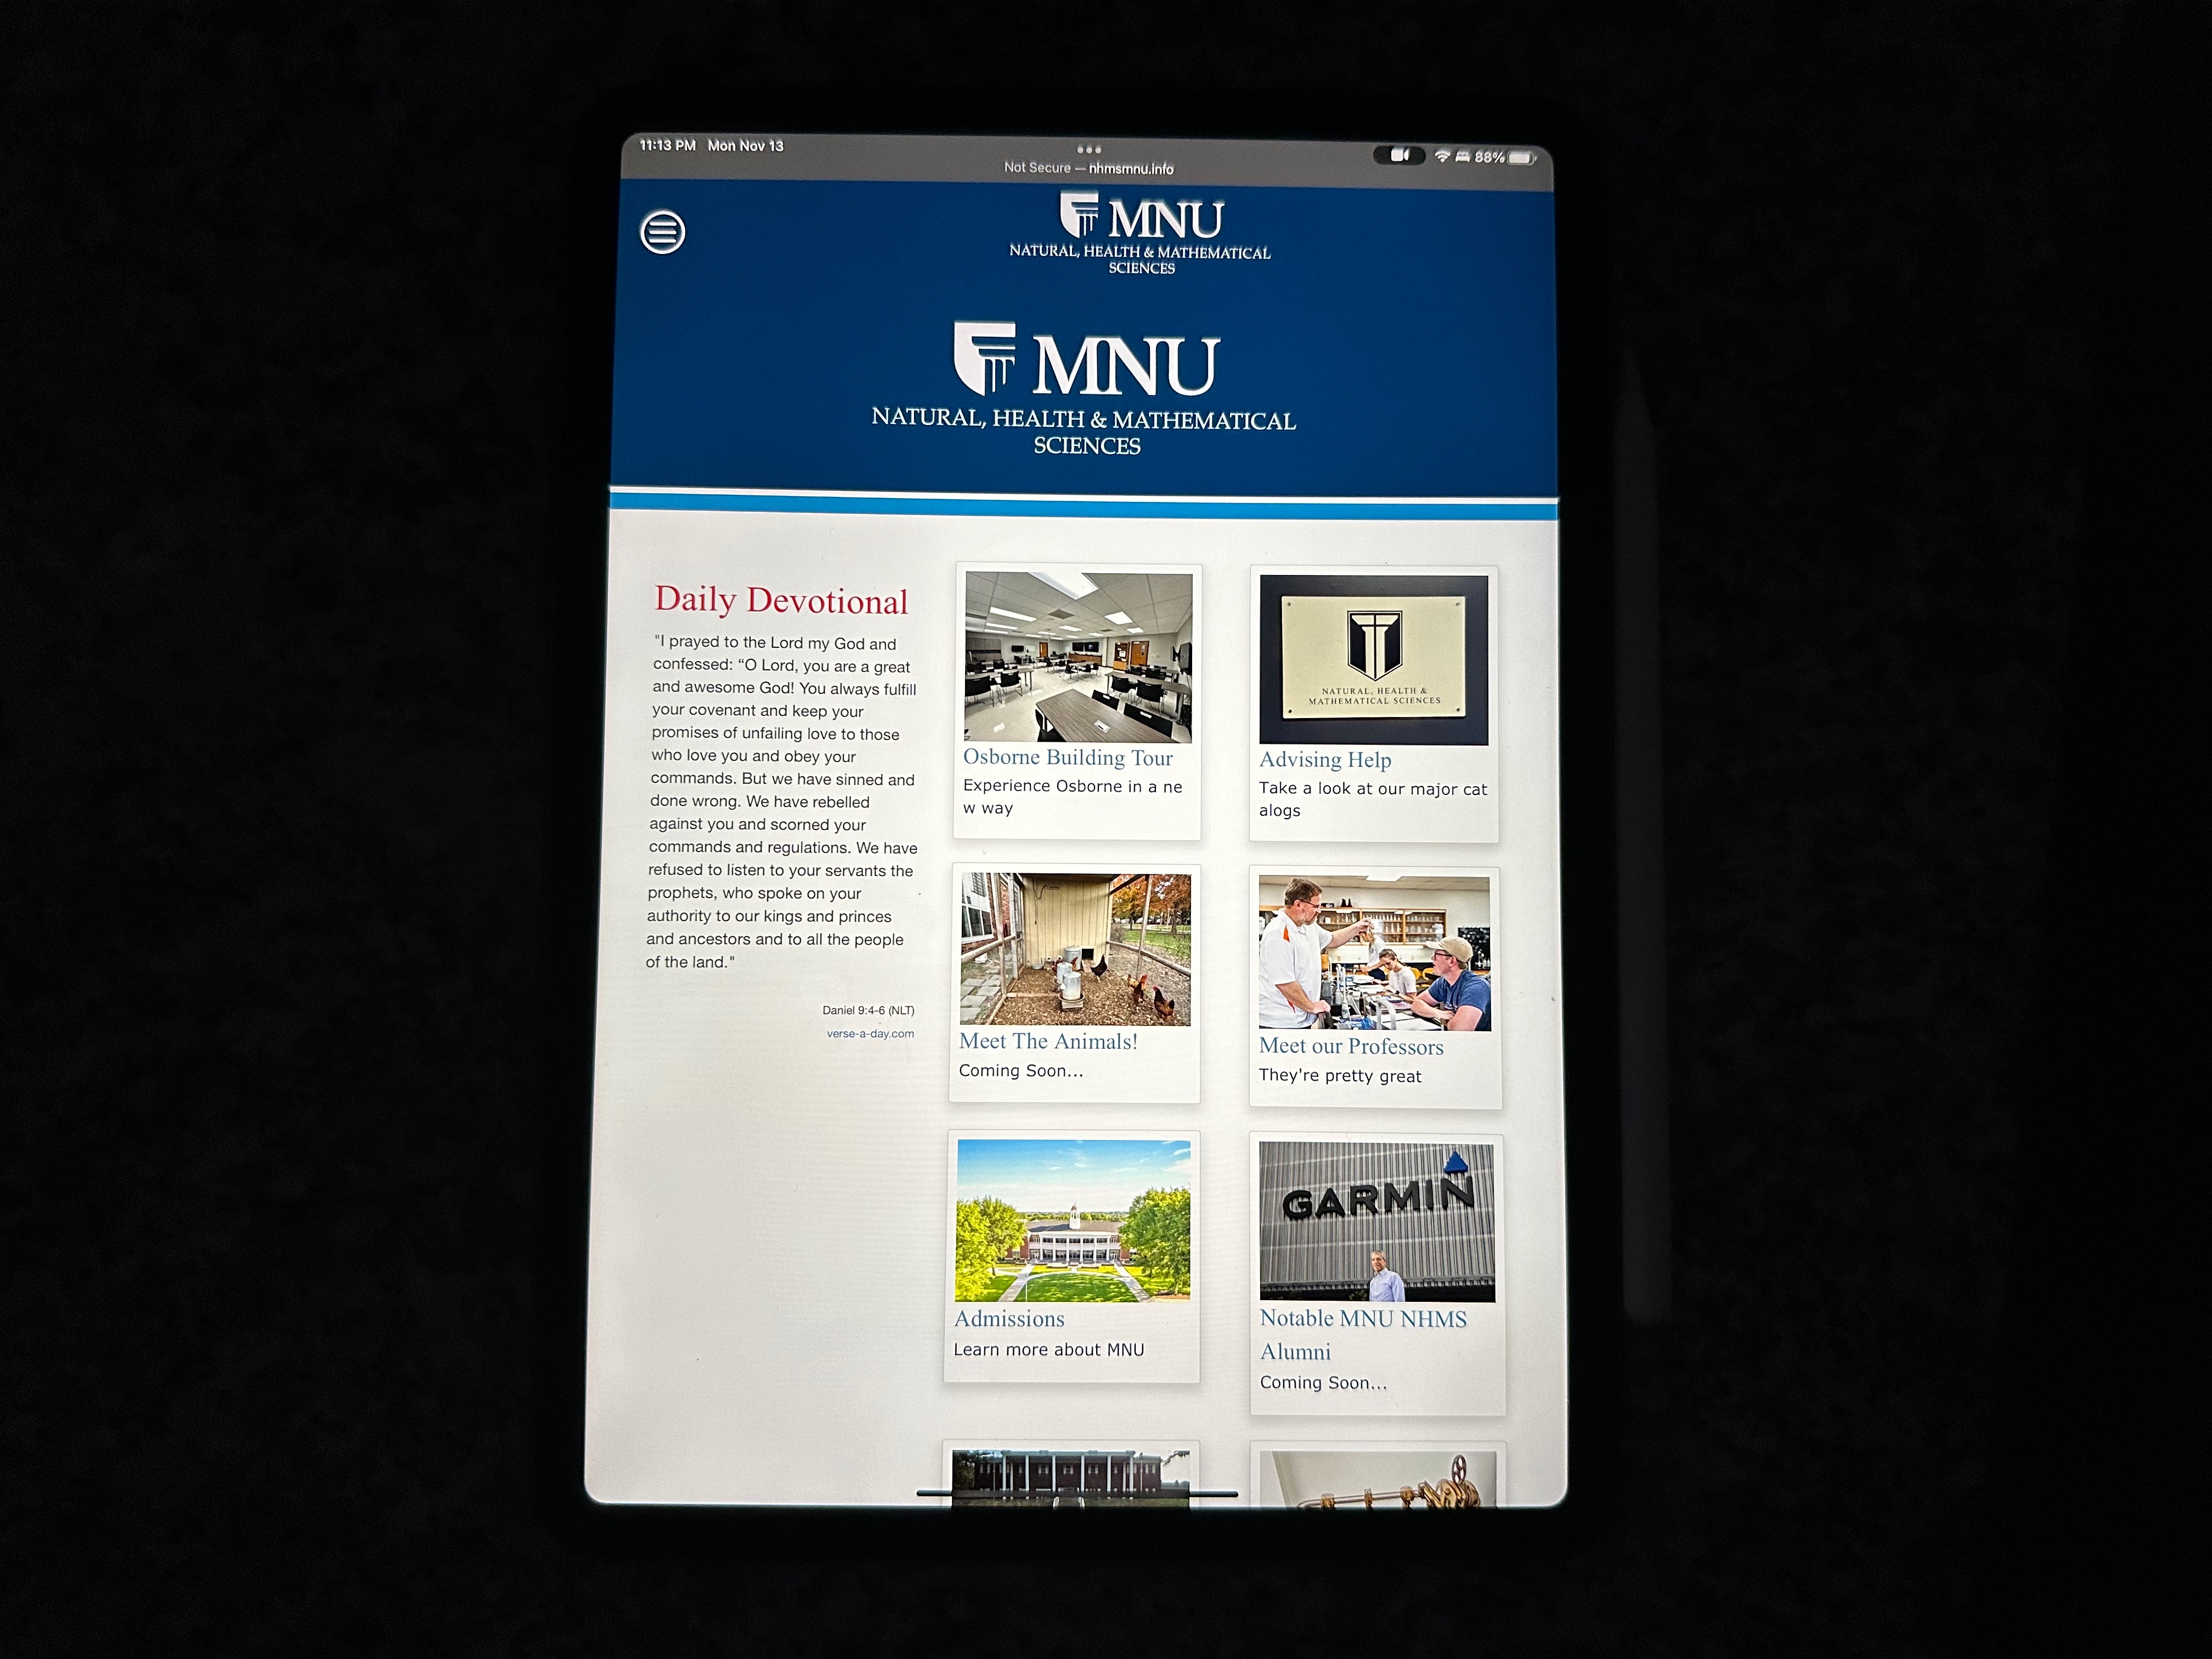 11:13 PM Mon Nov 13
88%
Not Secure — nhmsmnu.info
MNU
NATURAL, HEALTH & MATHEMATICAL
SCIENCES
MNU
NATURAL, HEALTH & MATHEMATICAL
SCIENCES
Daily Devotional
"I prayed to the Lord my God and
confessed: “O Lord, you are a great
and awesome God! You always fulfill
your covenant and keep your
promises of unfailing love to those
who love you and obey your
commands. But we have sinned and
done wrong. We have rebelled
against you and scorned your
commands and regulations. We have
refused to listen to your servants the
prophets, who spoke on your
authority to our kings and princes
and ancestors and to all the people
of the land."
Daniel 9:4-6 (NLT)
verse-a-day.com
Osborne Building Tour
Experience Osborne in a ne
w way
NATURAL, HEALTH &
MATHEMATICAL SCIENCES
Advising Help
Take a look at our major cat
alogs
Meet The Animals!
Coming Soon...
Meet our Professors
They're pretty great
Admissions
Learn more about MNU
GARMIN
Notable MNU NHMS
Alumni
Coming Soon...